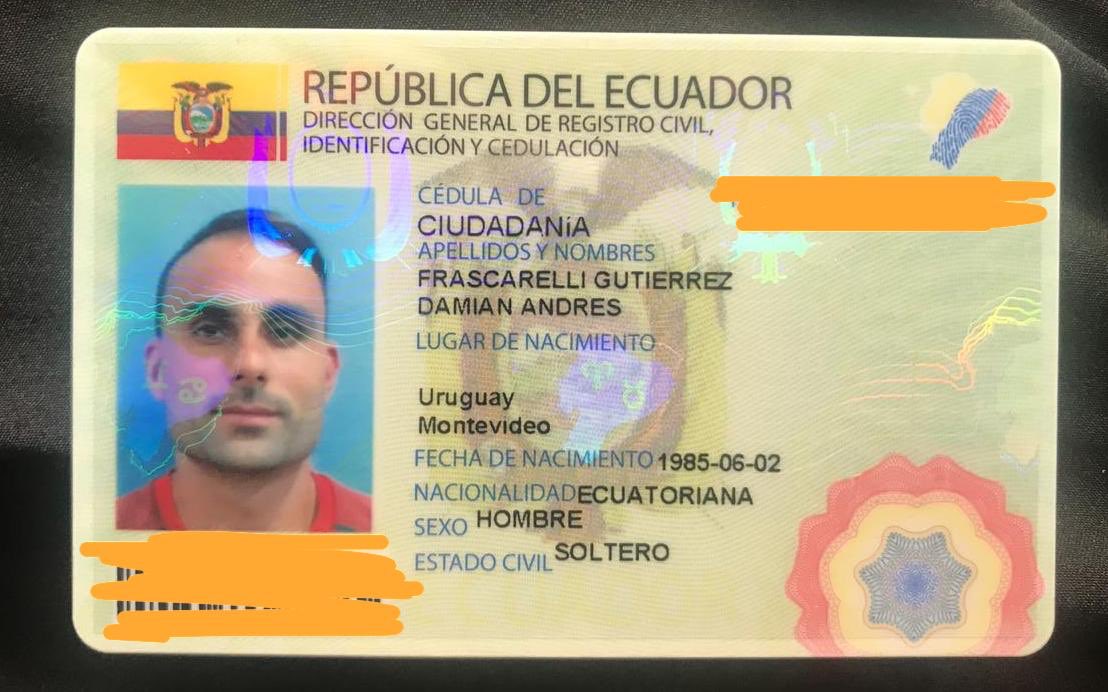 REPÚBLICA DEL ECUADOR
DIRECCIÓN GENERAL DE REGISTRO CIVIL,
IDENTIFICACIÓN Y CEDULACIÓN
CÉDULA DE
CIUDADANíA
APELLIDOS Y NOMBRES
FRASCARELLI GUTIERREZ
DAMIAN ANDRES
LUGAR DE NACIMIENTO
Uruguay
Montevideo
FECHA DE NACIMIENTO 1985-06-02
NACIONALIDAD ECUATORIANA
SEXO HOMBRE
ESTADO CIVIL SOLTERO